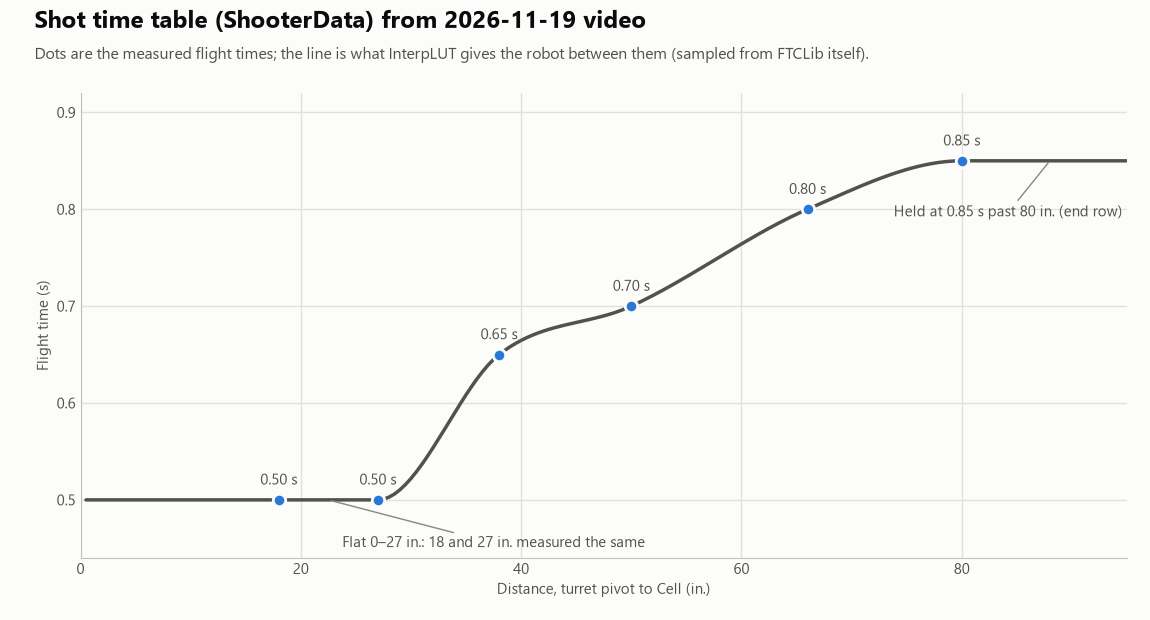 Shot time table (ShooterData) from 2026-11-19 video
Dots are the measured flight times; the line is what InterpLUT gives the robot between them (sampled from FTCLib itself).
0.9
0.85 s
0.80 s
Held at 0.85 s past 80 in. (end row)
0.8
0.70 s
0.7
0.65 s
0.6
0.50 s
0.50 s
0.5
Flat 0–27 in.: 18 and 27 in. measured the same
Flight time (s)
0
20
40
60
80
Distance, turret pivot to Cell (in.)